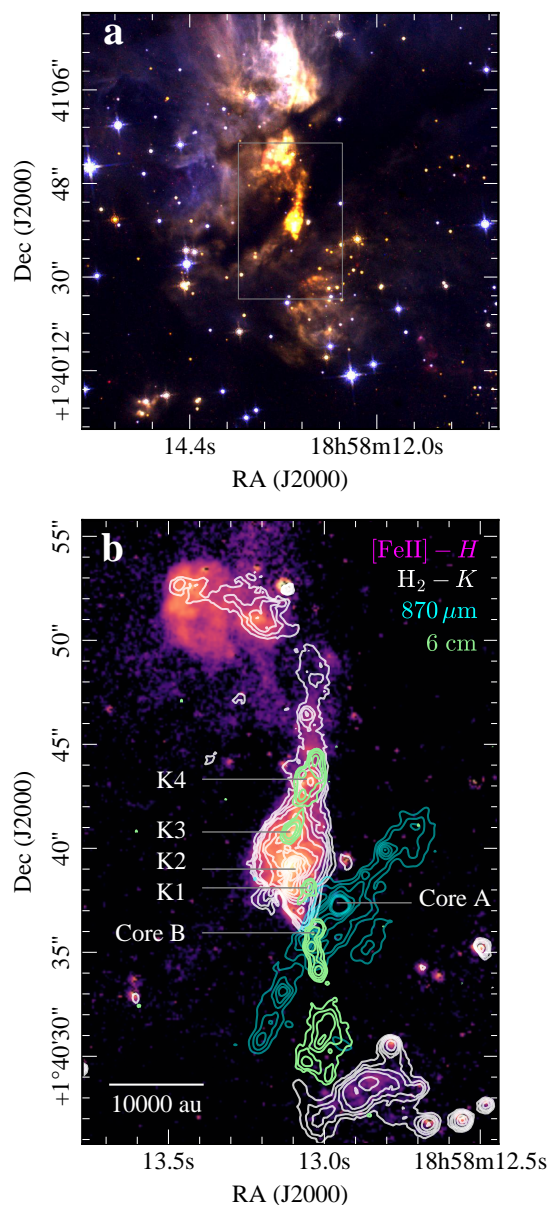 a
41'06"
48"
30"
+1°40'12"
Dec (J2000)
14.4s
18h58m12.0s
RA (J2000)
b
[FeII] − H
H₂ − K
870 μm
6 cm
55"
50"
45"
40"
35"
+1°40'30"
Dec (J2000)
K4
K3
K2
K1
Core A
Core B
10000 au
13.5s
13.0s
18h58m12.5s
RA (J2000)